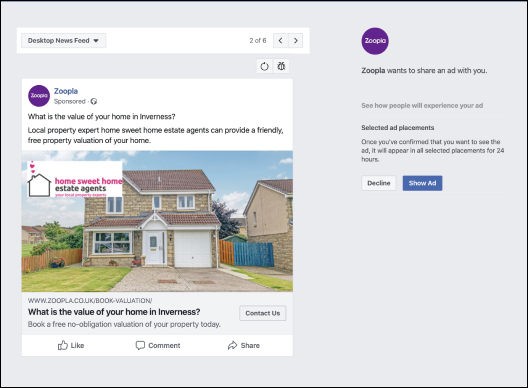 Desktop News Feed
2 of 6
Zoopla
Zoopla
Sponsored ·
What is the value of your home in Inverness?
Local property expert home sweet home estate agents can provide a friendly,
free property valuation of your home.
home sweet home
estate agents
your local property experts
WWW.ZOOPLA.CO.UK/BOOK-VALUATION/
What is the value of your home in Inverness?
Book a free no-obligation valuation of your property today.
Contact Us
Like
Comment
Share
Zoopla
Zoopla wants to share an ad with you.
See how people will experience your ad
Selected ad placements
Once you've confirmed that you want to see the
ad, it will appear in all selected placements for 24
hours.
Decline
Show Ad